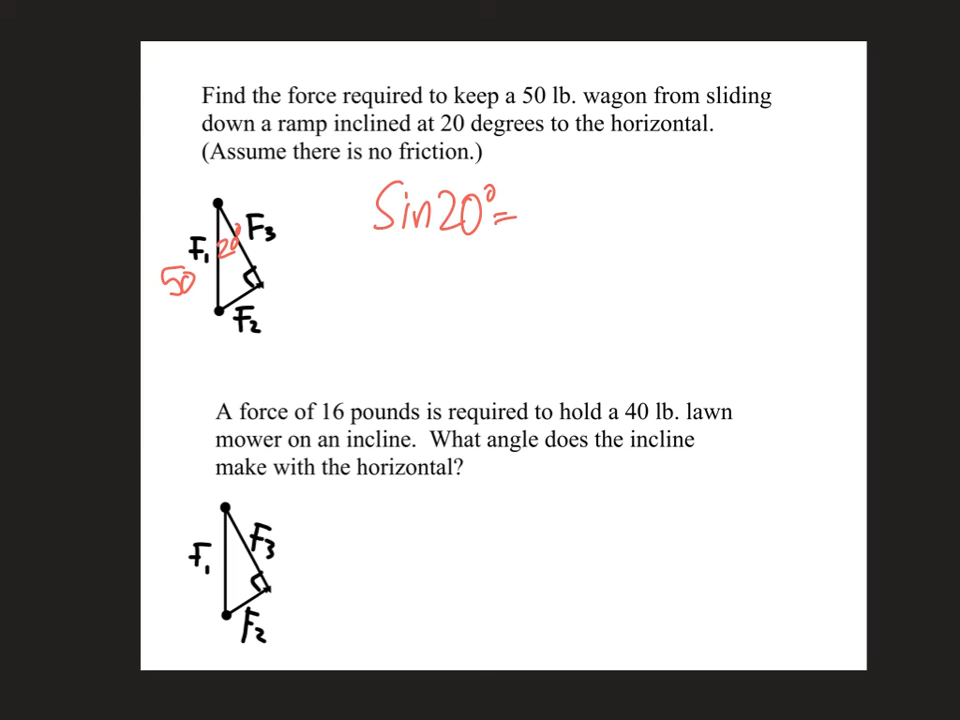 Find the force required to keep a 50 lb. wagon from sliding
down a ramp inclined at 20 degrees to the horizontal.
(Assume there is no friction.)
Sin20°=
F3
F1 20°
50
F2
A force of 16 pounds is required to hold a 40 lb. lawn
mower on an incline. What angle does the incline
make with the horizontal?
F3
F1
F2